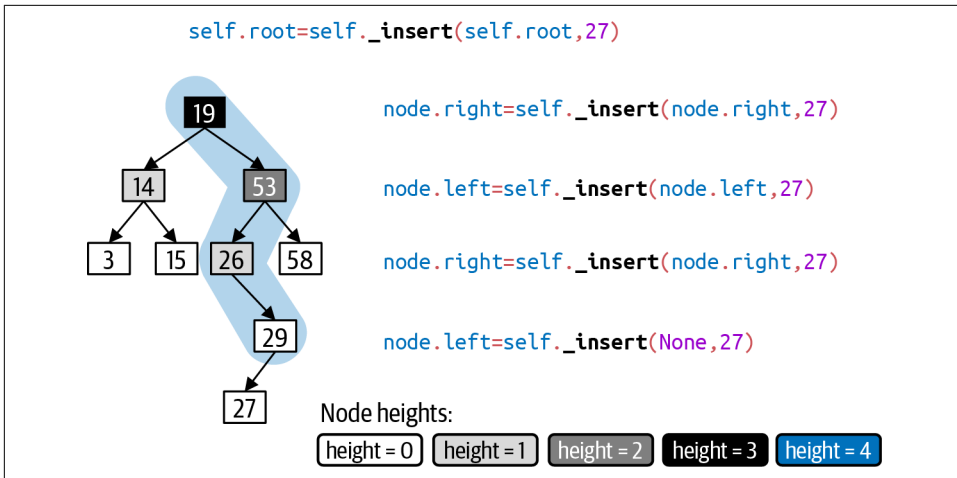 self.root=self._insert(self.root,27)
19
node.right=self._insert(node.right,27)
14
53
node.left=self._insert(node.left,27)
3
15
26
58
node.right=self._insert(node.right,27)
29
node.left=self._insert(None,27)
27
Node heights:
height = 0
height = 1
height = 2
height = 3
height = 4